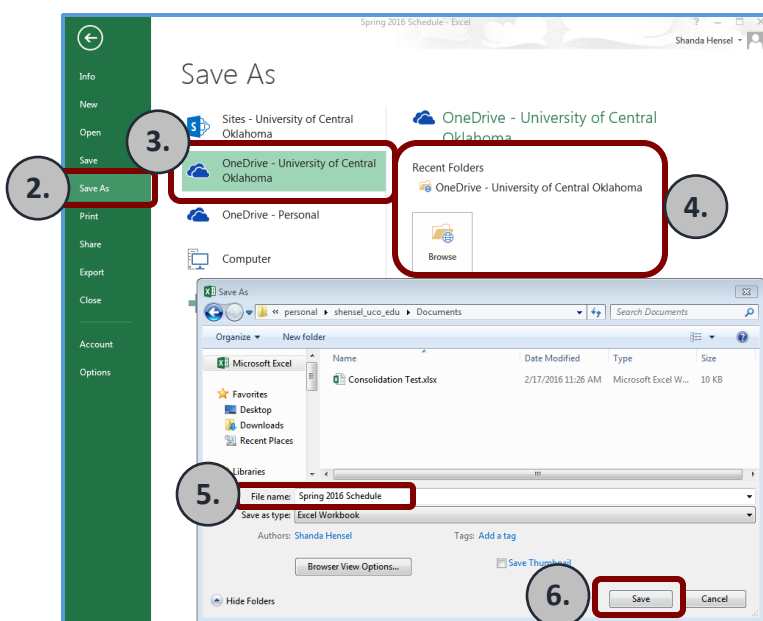 Spring 2016 Schedule - Excel
?
Shanda Hensel
Info
New
Open
Save
Save As
Print
Share
Export
Close
Account
Options
Save As
3.
2.
4.
S
Sites - University of Central
Oklahoma
OneDrive - University of Central
Oklahoma
OneDrive - Personal
Computer
OneDrive - University of Central
Oklahoma
Recent Folders
OneDrive - University of Central Oklahoma
Browse
Save As
« personal shensel_uco_edu Documents
Search Documents
Organize New folder
?
Microsoft Excel
Favorites
Desktop
Downloads
Recent Places
Libraries
Name Date Modified Type Size
Consolidation Test.xlsx 2/17/2016 11:26 AM Microsoft Excel W... 10 KB
5.
File name: Spring 2016 Schedule
Save as type: Excel Workbook
Authors: Shanda Hensel Tags: Add a tag
Browser View Options...
Save Thumbnail
6.
Hide Folders
Save Cancel